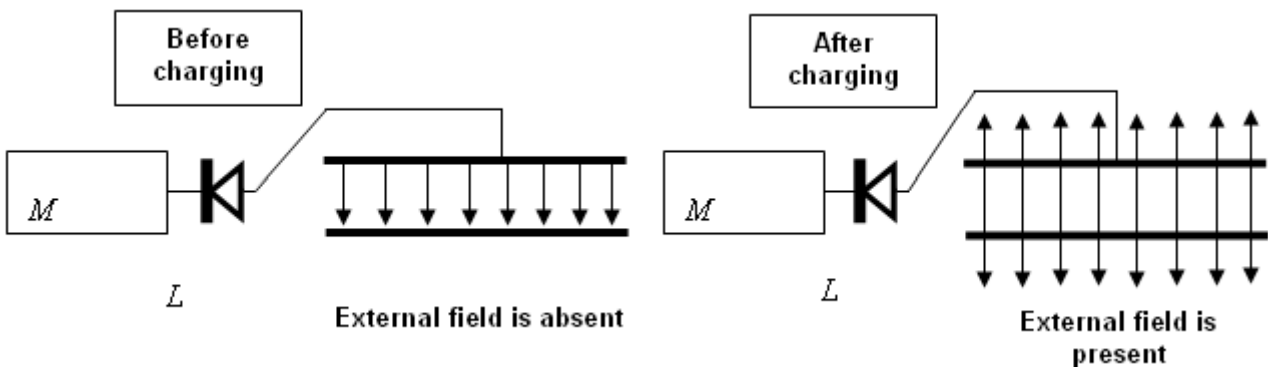 Before
charging
M
L
External field is absent
After
charging
M
L
External field is
present